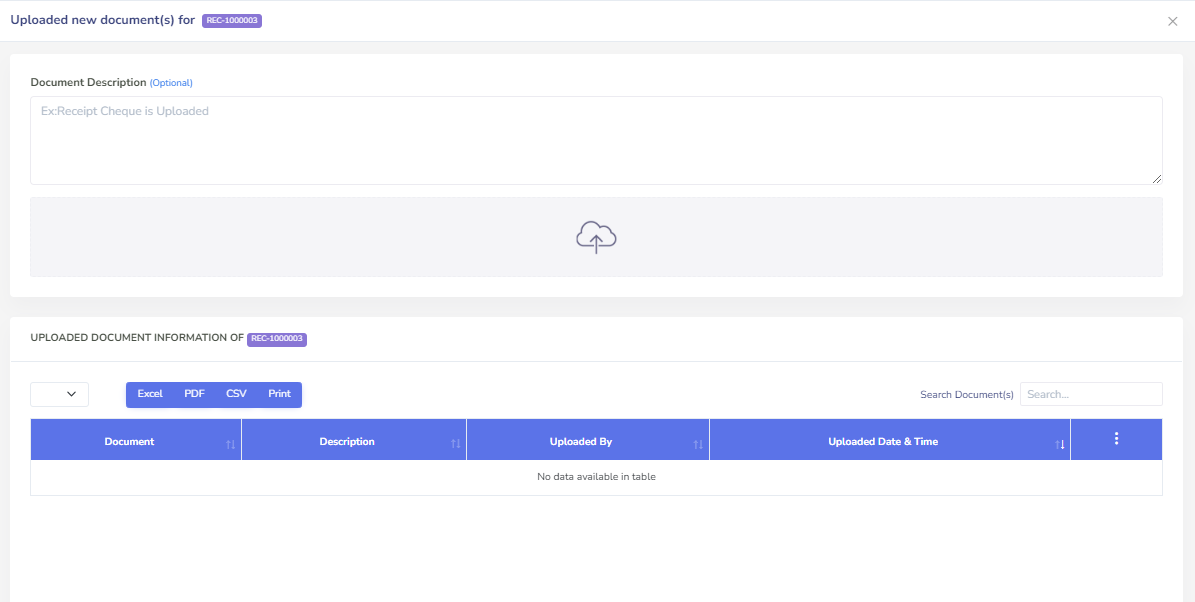 Uploaded new document(s) for REC-1000003
Document Description (Optional)
Ex:Receipt Cheque is Uploaded
UPLOADED DOCUMENT INFORMATION OF REC-1000003
Excel PDF CSV Print Search Document(s) Search...
Document Description Uploaded By Uploaded Date & Time
No data available in table